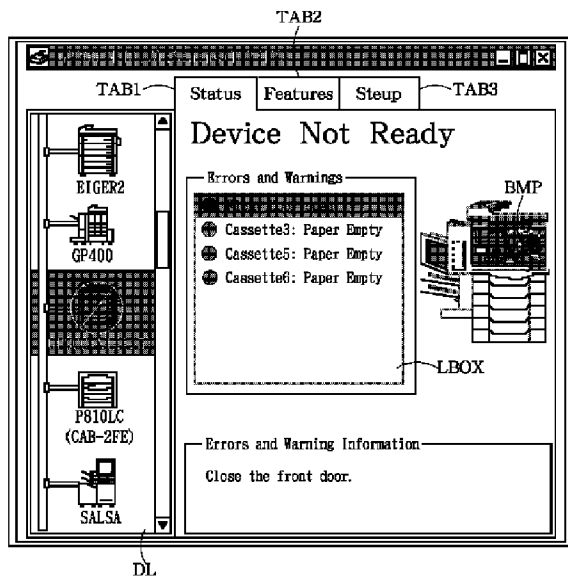 TAB2
TAB1
Status
Features
Steup
TAB3
Device Not Ready
EIGER2
GP400
P810LC
(CAB-2FE)
SALSA
DL
Errors and Warnings
Cassette3: Paper Empty
Cassette5: Paper Empty
Cassette6: Paper Empty
BMP
LBOX
Errors and Warning Information
Close the front door.